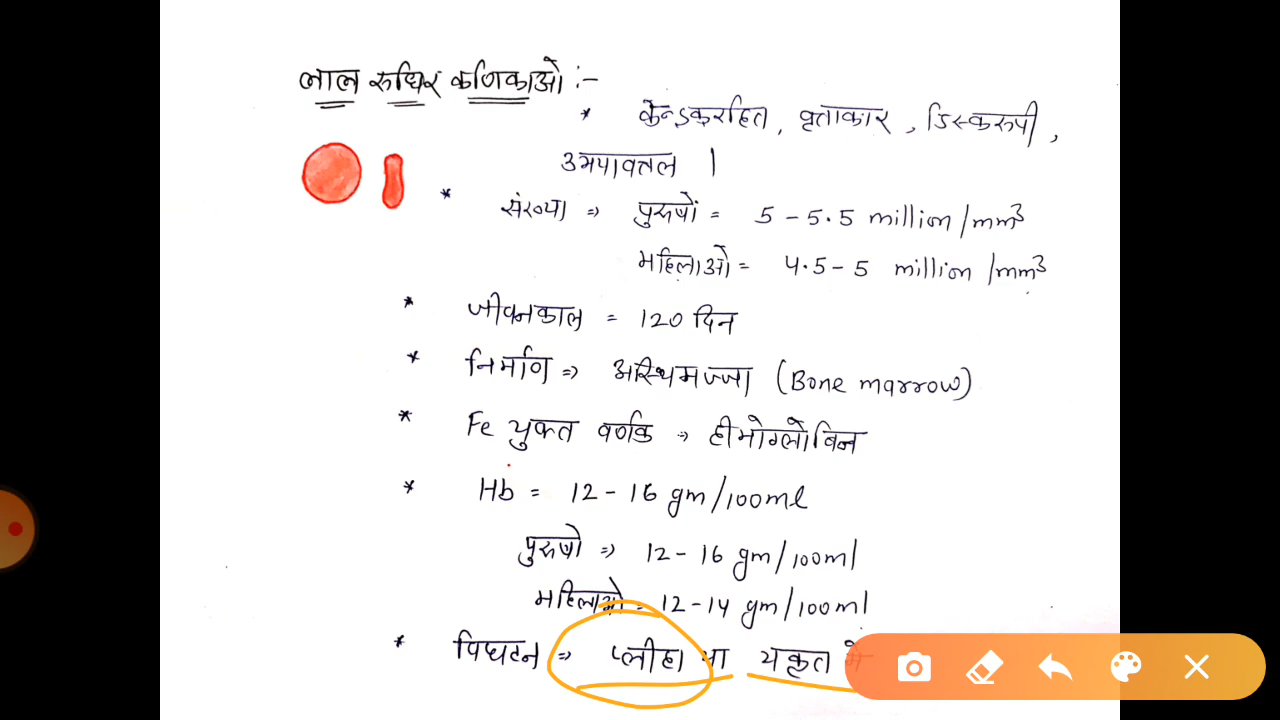 लाल रुधिर कणिकाओं :-
* केन्द्रकरहित, वृताकार, डिस्करूपी,
उभयावतल ।
* संख्या => पुरुषों = 5 - 5.5 million/mm³
महिलाओ = 4.5 - 5 million/mm³
* जीवनकाल = 120 दिन
* निर्माण => अस्थिमज्जा (Bone marrow)
* Fe युक्त वर्णक => हीमोग्लोबिन
* Hb = 12 - 16 gm/100ml
पुरुषो => 12 - 16 gm/100ml
महिलाओ = 12 - 14 gm/100ml
* विघटन => प्लीहा या यकृत में